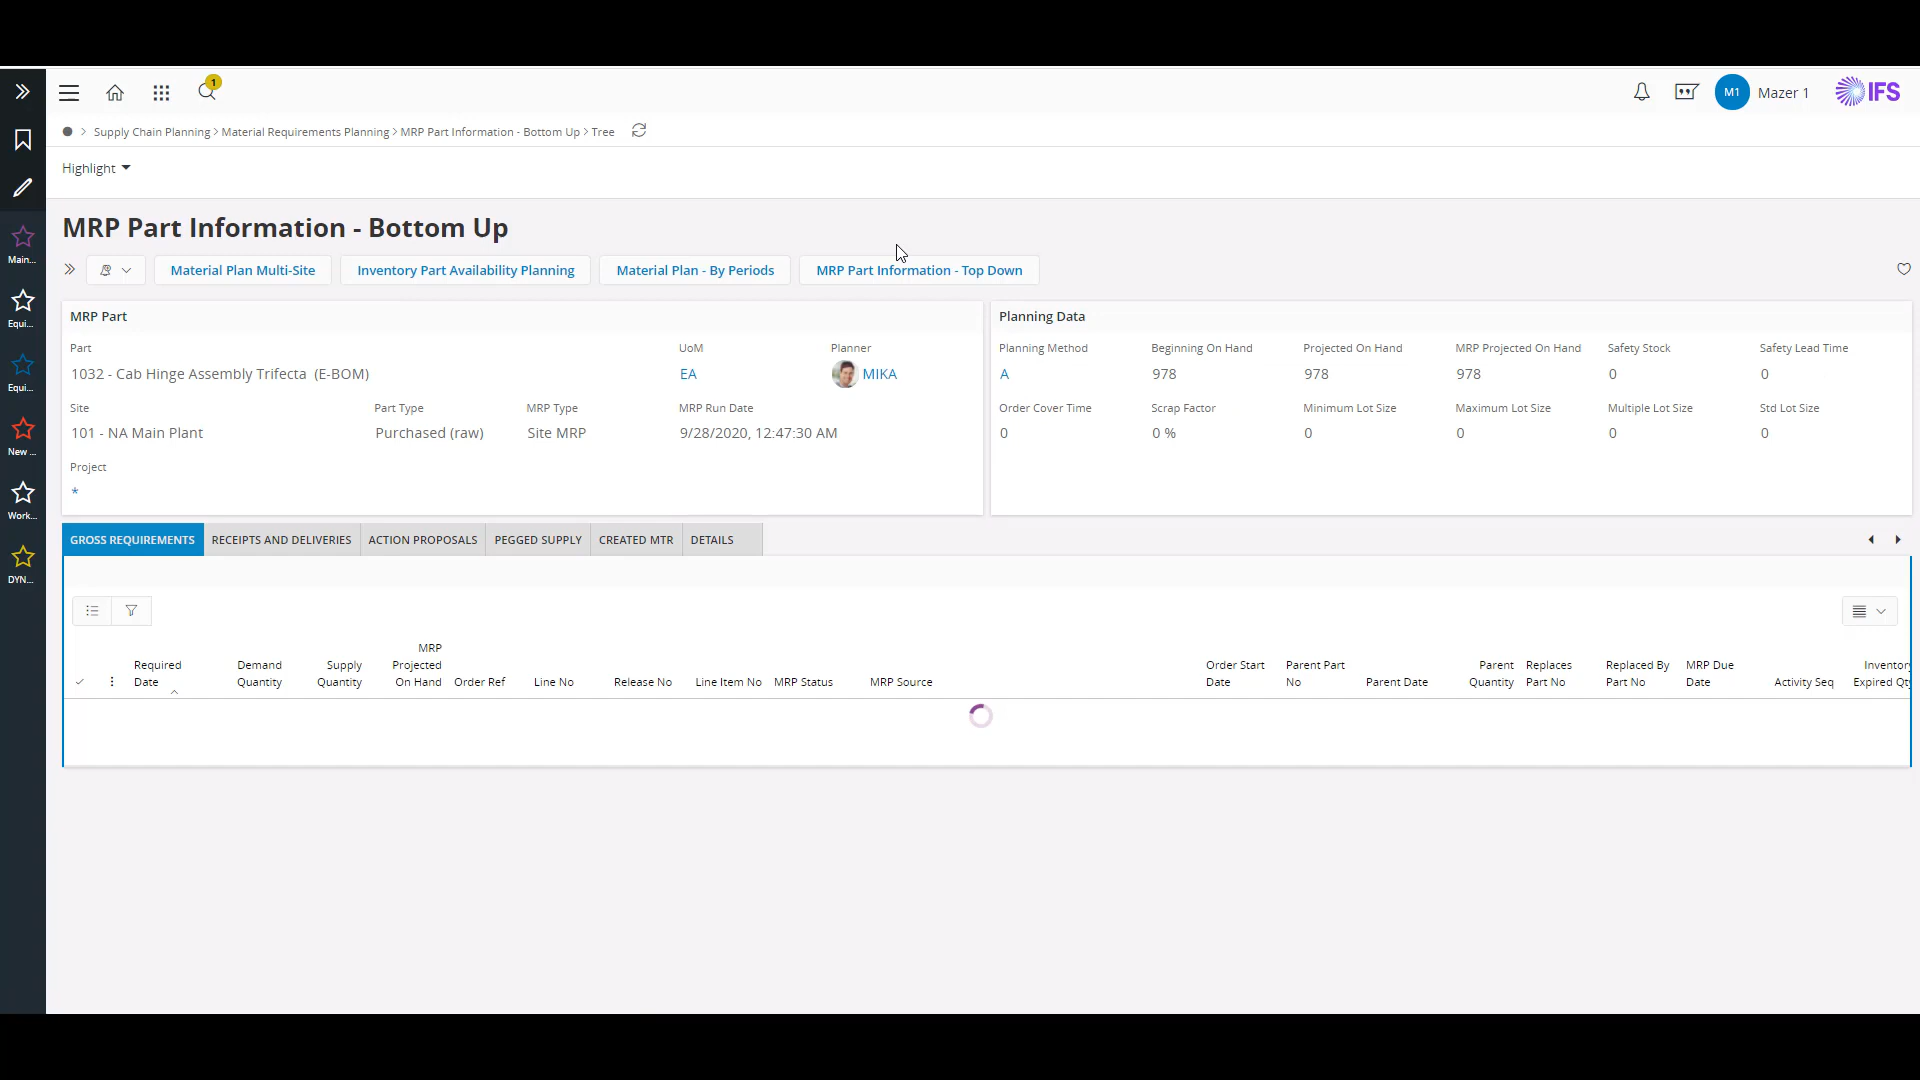 1
M1
Mazer 1
IFS
Supply Chain Planning > Material Requirements Planning > MRP Part Information - Bottom Up > Tree
Highlight
MRP Part Information - Bottom Up
Material Plan Multi-Site
Inventory Part Availability Planning
Material Plan - By Periods
MRP Part Information - Top Down
Main...
Equi...
Equi...
New ...
Work...
DYN...
MRP Part
Part
UoM
Planner
1032 - Cab Hinge Assembly Trifecta (E-BOM)
EA
MIKA
Site
Part Type
MRP Type
MRP Run Date
101 - NA Main Plant
Purchased (raw)
Site MRP
9/28/2020, 12:47:30 AM
Project
*
Planning Data
Planning Method
Beginning On Hand
Projected On Hand
MRP Projected On Hand
Safety Stock
Safety Lead Time
A
978
978
978
0
0
Order Cover Time
Scrap Factor
Minimum Lot Size
Maximum Lot Size
Multiple Lot Size
Std Lot Size
0
0 %
0
0
0
0
GROSS REQUIREMENTS
RECEIPTS AND DELIVERIES
ACTION PROPOSALS
PEGGED SUPPLY
CREATED MTR
DETAILS
Required
Date
Demand
Quantity
Supply
Quantity
MRP
Projected
On Hand
Order Ref
Line No
Release No
Line Item No
MRP Status
MRP Source
Order Start
Date
Parent Part
No
Parent Date
Parent
Quantity
Replaces
Part No
Replaced By
Part No
MRP Due
Date
Activity Seq
Inventory
Expired Qty